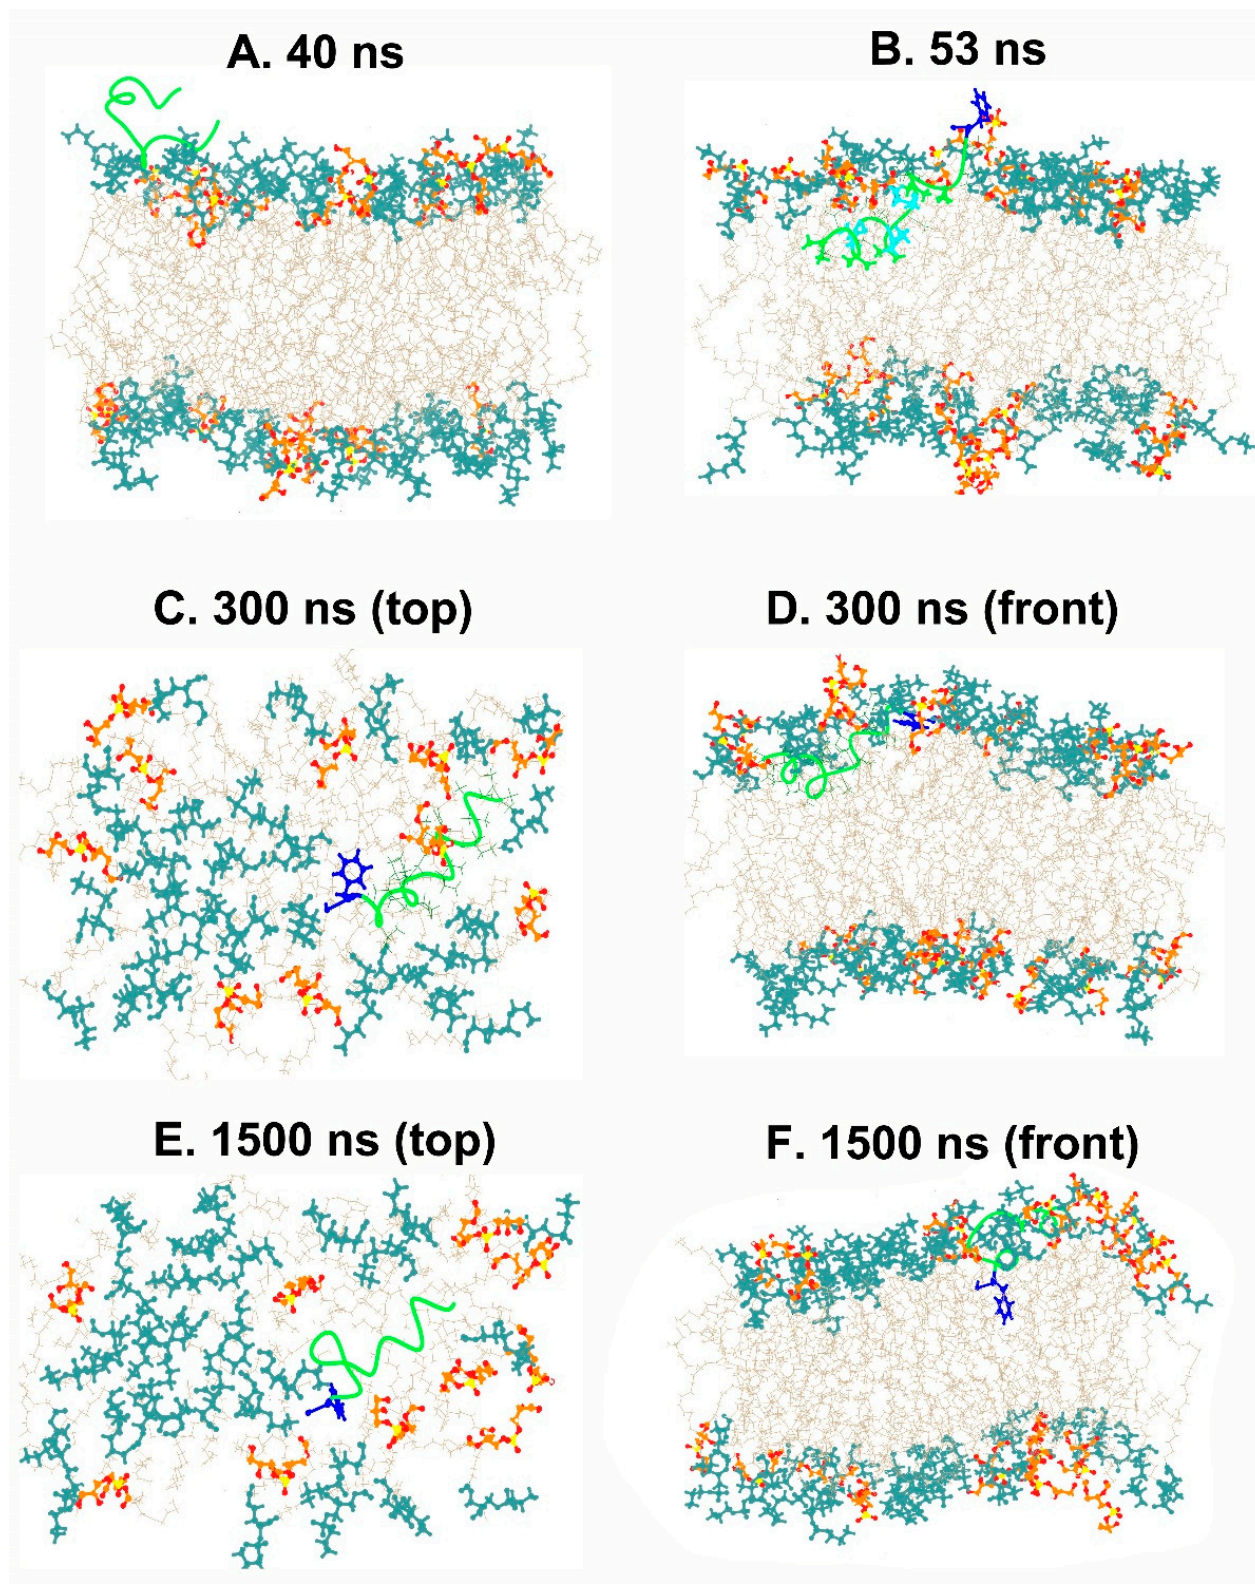 A. 40 ns
B. 53 ns
C. 300 ns (top)
D. 300 ns (front)
E. 1500 ns (top)
F. 1500 ns (front)